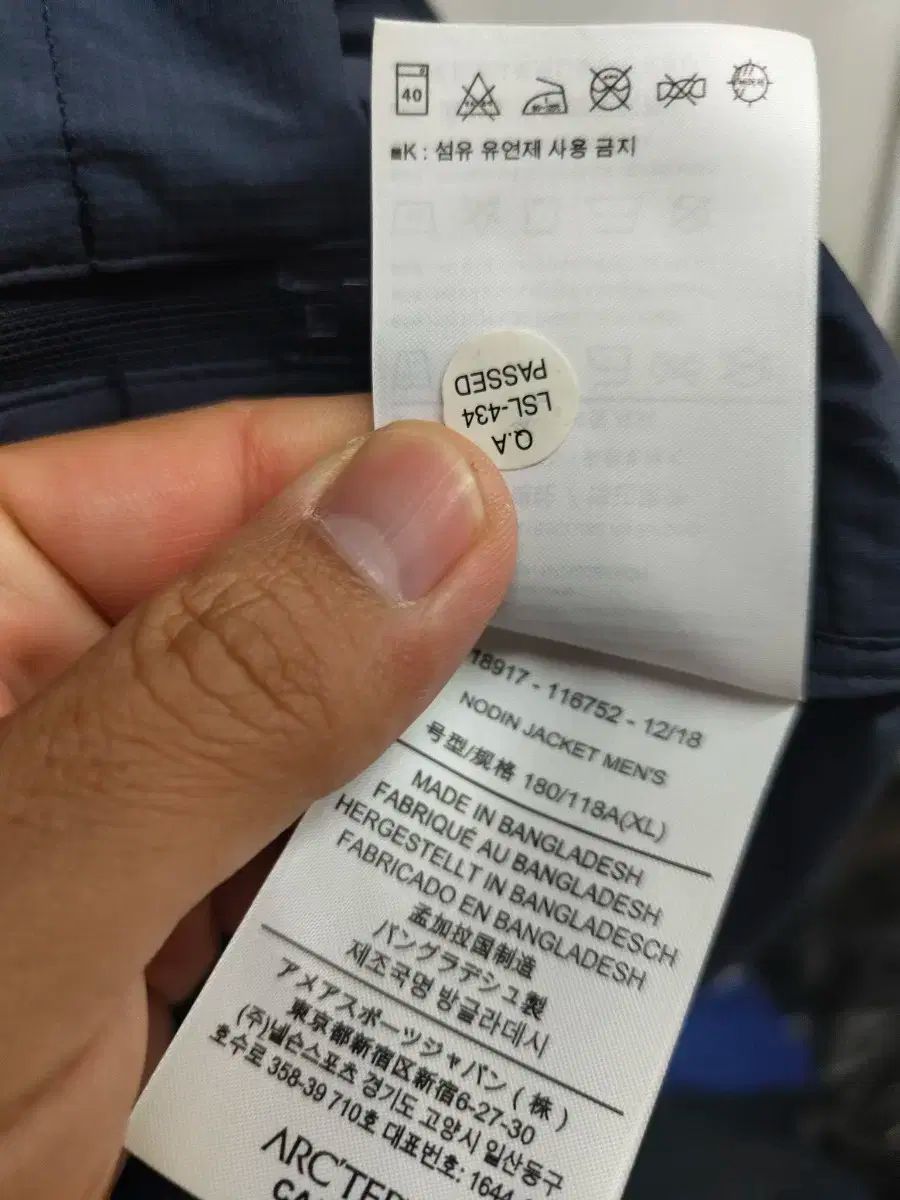 40
■K : 섬유 유연제 사용 금지
Q.A
LSL-434
PASSED
18917 - 116752 - 12/18
NODIN JACKET MEN'S
号型/规格 180/118A(XL)
MADE IN BANGLADESH
FABRIQUÉ AU BANGLADESH
HERGESTELLT IN BANGLADESCH
FABRICADO EN BANGLADESH
孟加拉国制造
バングラデシュ製
제조국명 방글라데시
アメアスポーツジャパン (株)
東京都新宿区新宿6-27-30
(주)넬슨스포츠 경기도 고양시 일산동구
호수로 358-39 710호 대표번호: 1644
ARC'TER
CA